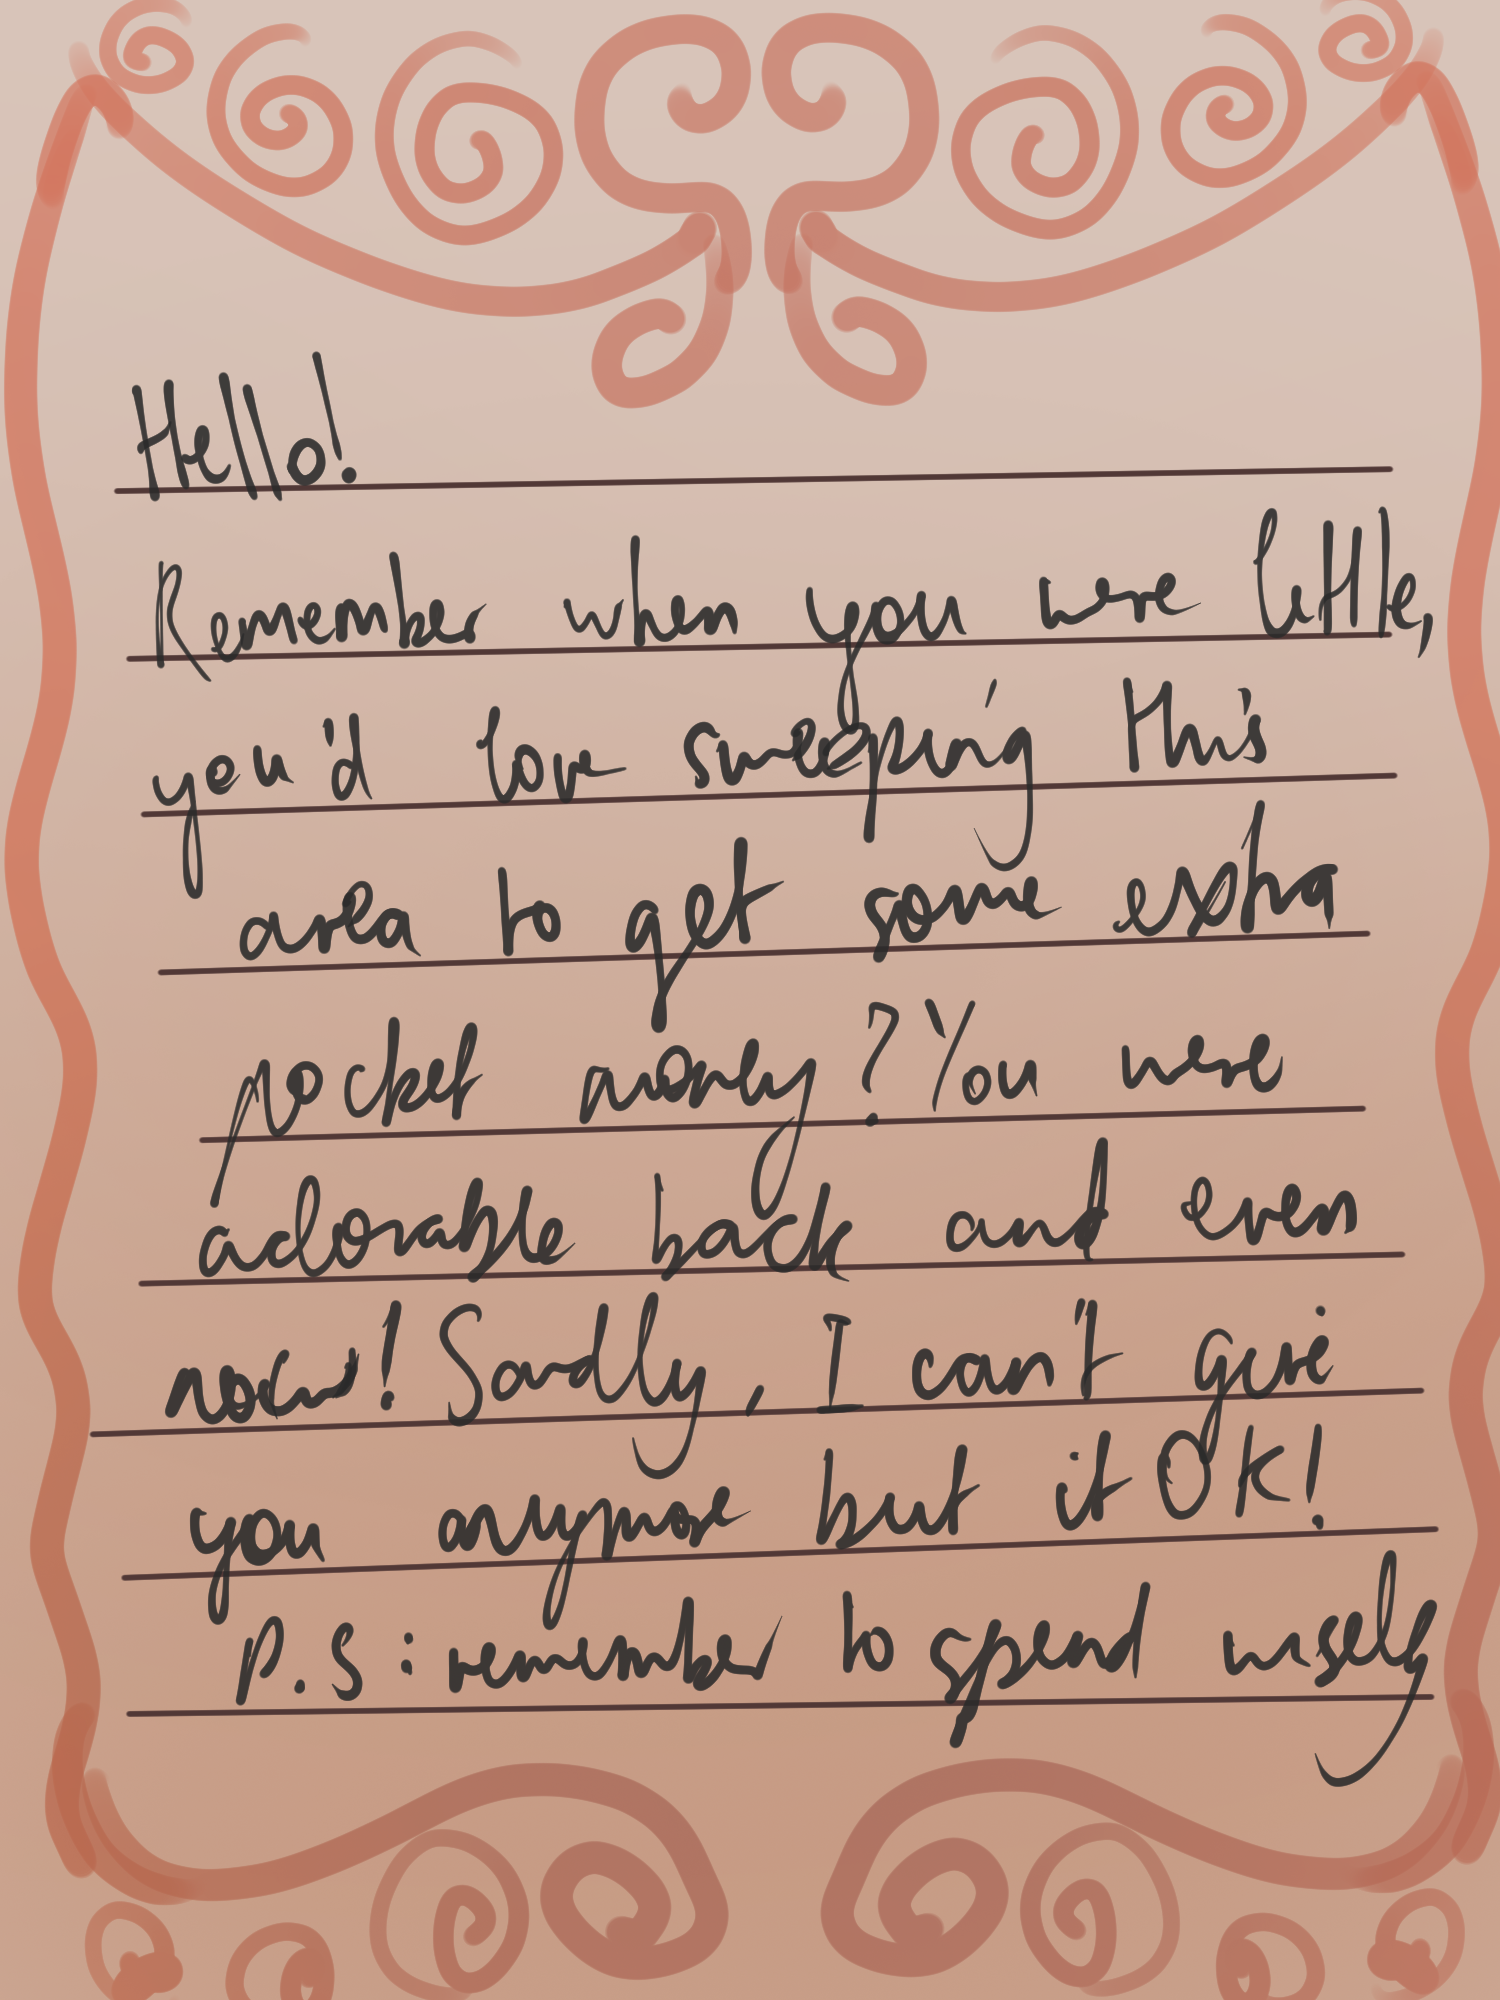 Hello!
Remember when you were little,
you'd love sweeping this
area to get some extra
pocket money? You were
adorable back and even
now! Sadly, I can't give
you anymore but it OK!
P.S: remember to spend wisely